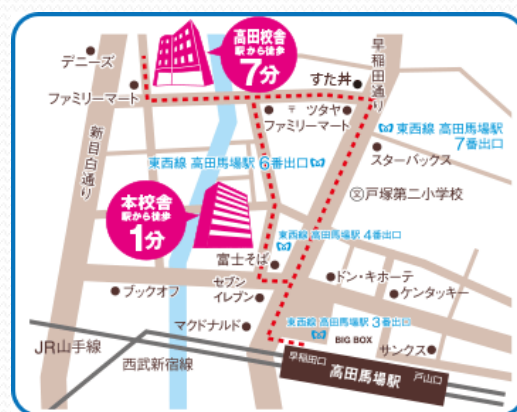 デニーズ
ファミリーマート
高田校舎
駅から徒歩
7分
すた丼
早稲田通り
〒 ツタヤ
ファミリーマート
東西線 高田馬場駅
7番出口
新目白通り
東西線 高田馬場駅 6番出口
スターバックス
文 戸塚第二小学校
本校舎
駅から徒歩
1分
東西線 高田馬場駅 4番出口
富士そば
ドン・キホーテ
ブックオフ
セブン
イレブン
ケンタッキー
マクドナルド
東西線 高田馬場駅 3番出口
BIG BOX
サンクス
JR山手線
西武新宿線
早稲田口
高田馬場駅
戸山口